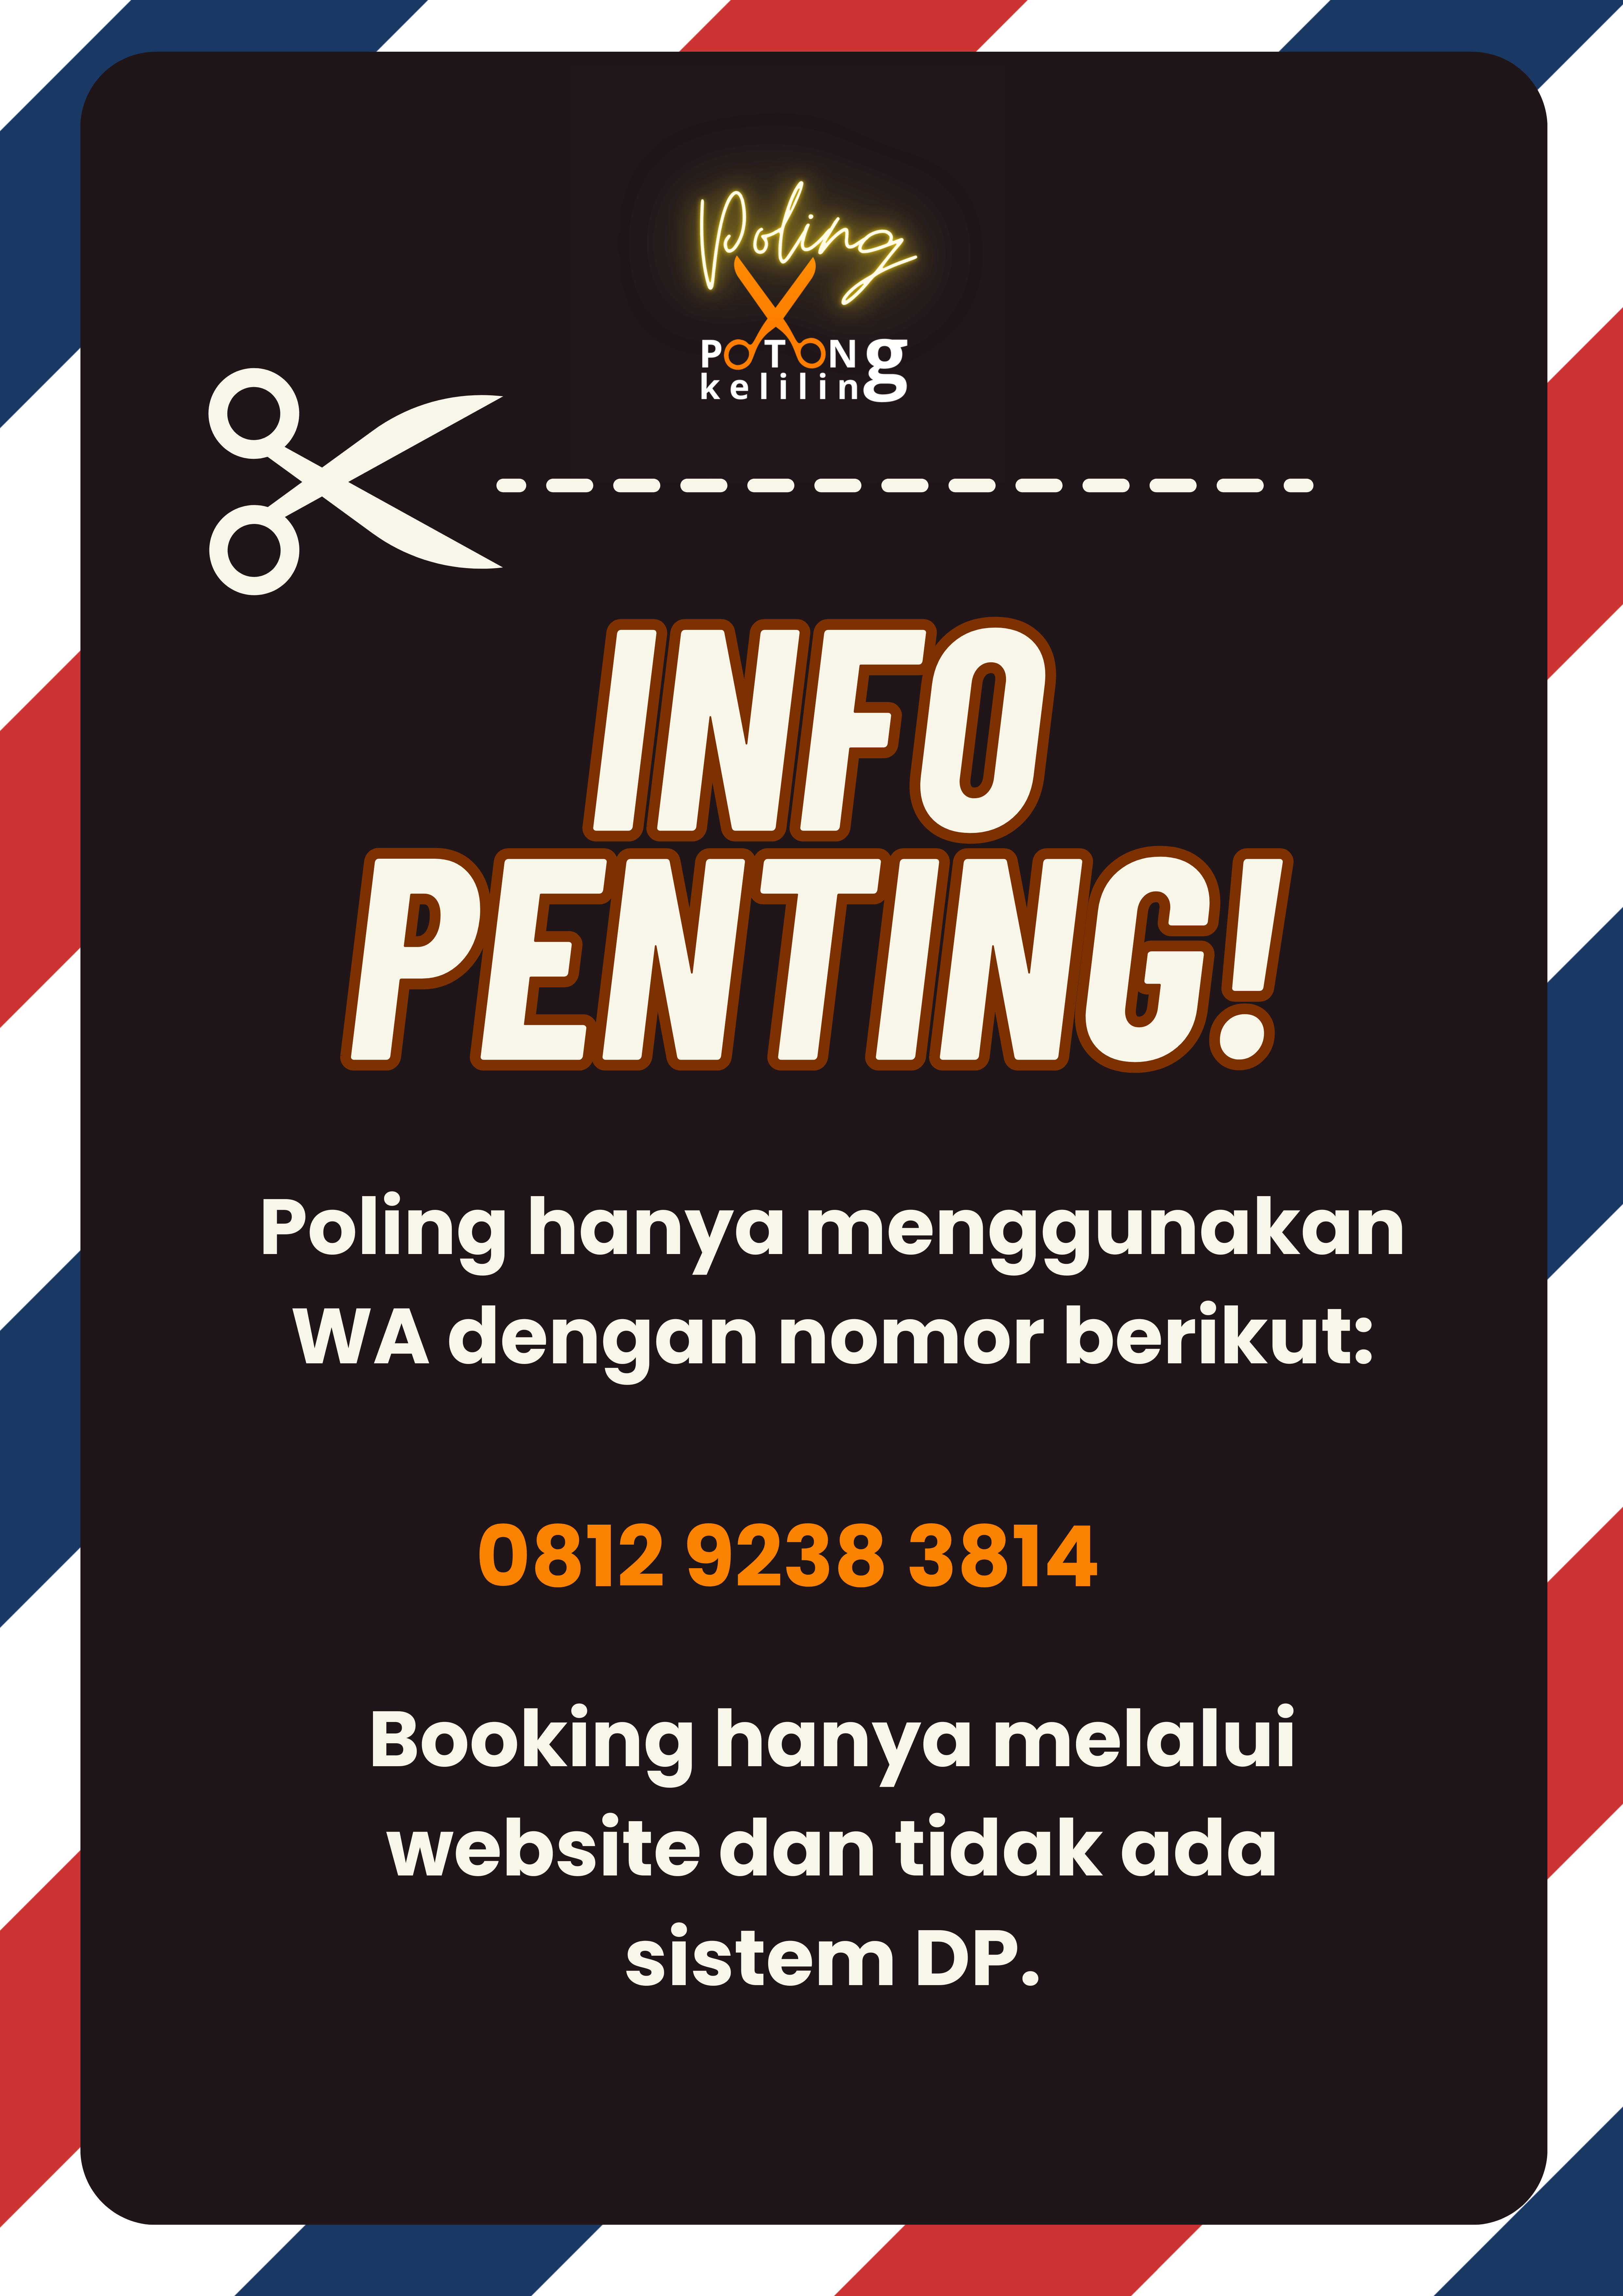 Poling
POTONg
keliling
INFO
PENTING!
Poling hanya menggunakan
WA dengan nomor berikut:
0812 9238 3814
Booking hanya melalui
website dan tidak ada
sistem DP.